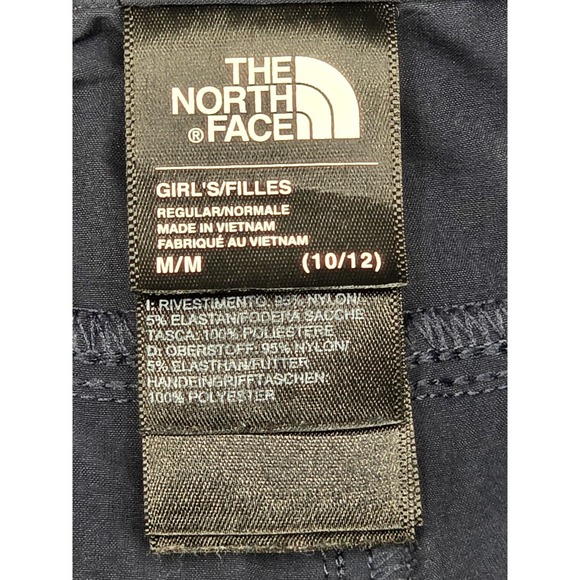 THE
NORTH
® FACE
GIRL'S/FILLES
REGULAR/NORMALE
MADE IN VIETNAM
FABRIQUÉ AU VIETNAM
M/M (10/12)
I: RIVESTIMENTO: 95% NYLON/
5% ELASTAN/FODERA SACCHE
TASCA: 100% POLIESTERE
D: OBERSTOFF: 95% NYLON/
5% ELASTHAN/FUTTER
HANDEINGRIFFTASCHEN:
100% POLYESTER